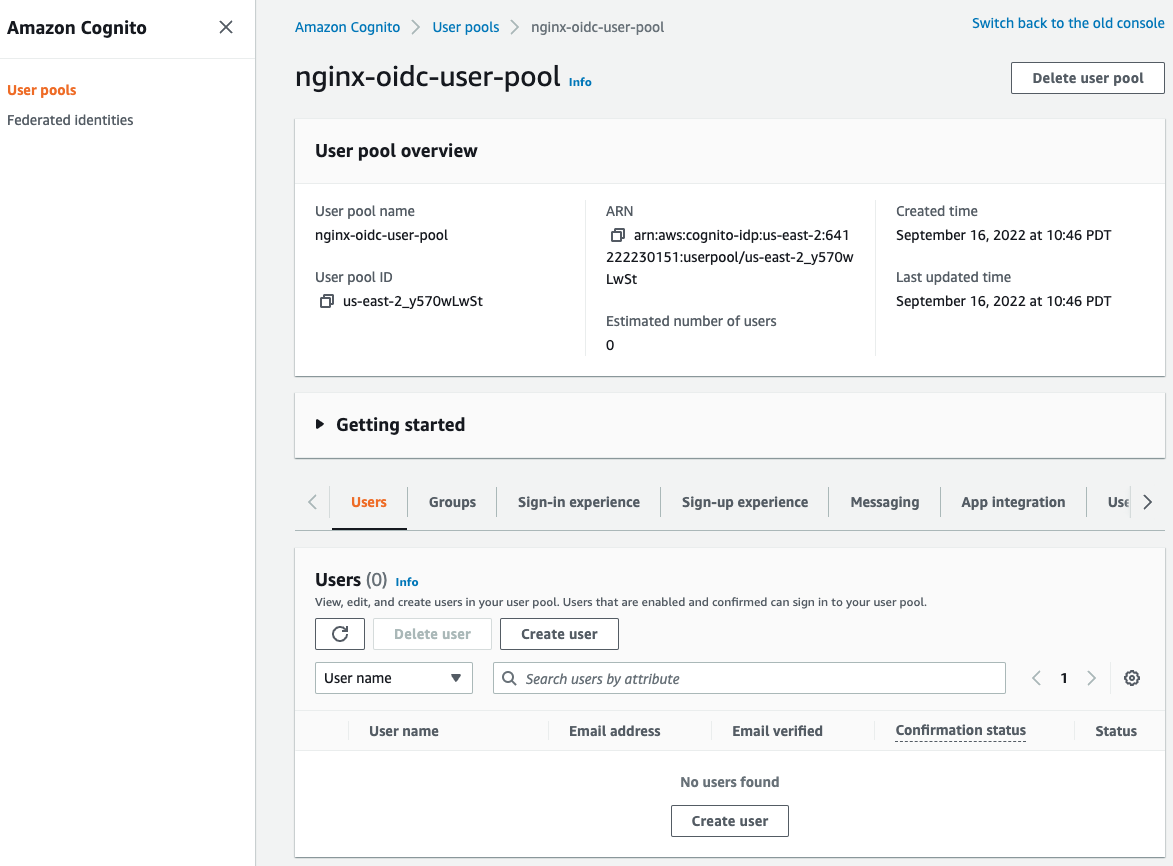 Amazon Cognito
User pools
Federated identities
Amazon Cognito User pools nginx-oidc-user-pool
Switch back to the old console
nginx-oidc-user-pool Info
Delete user pool
User pool overview
User pool name
nginx-oidc-user-pool
User pool ID
us-east-2_y570wLwSt
ARN
arn:aws:cognito-idp:us-east-2:641
222230151:userpool/us-east-2_y570w
LwSt
Estimated number of users
0
Created time
September 16, 2022 at 10:46 PDT
Last updated time
September 16, 2022 at 10:46 PDT
Getting started
Users Groups Sign-in experience Sign-up experience Messaging App integration Use
Users (0) Info
View, edit, and create users in your user pool. Users that are enabled and confirmed can sign in to your user pool.
Delete user Create user
User name Search users by attribute 1
User name Email address Email verified Confirmation status Status
No users found
Create user